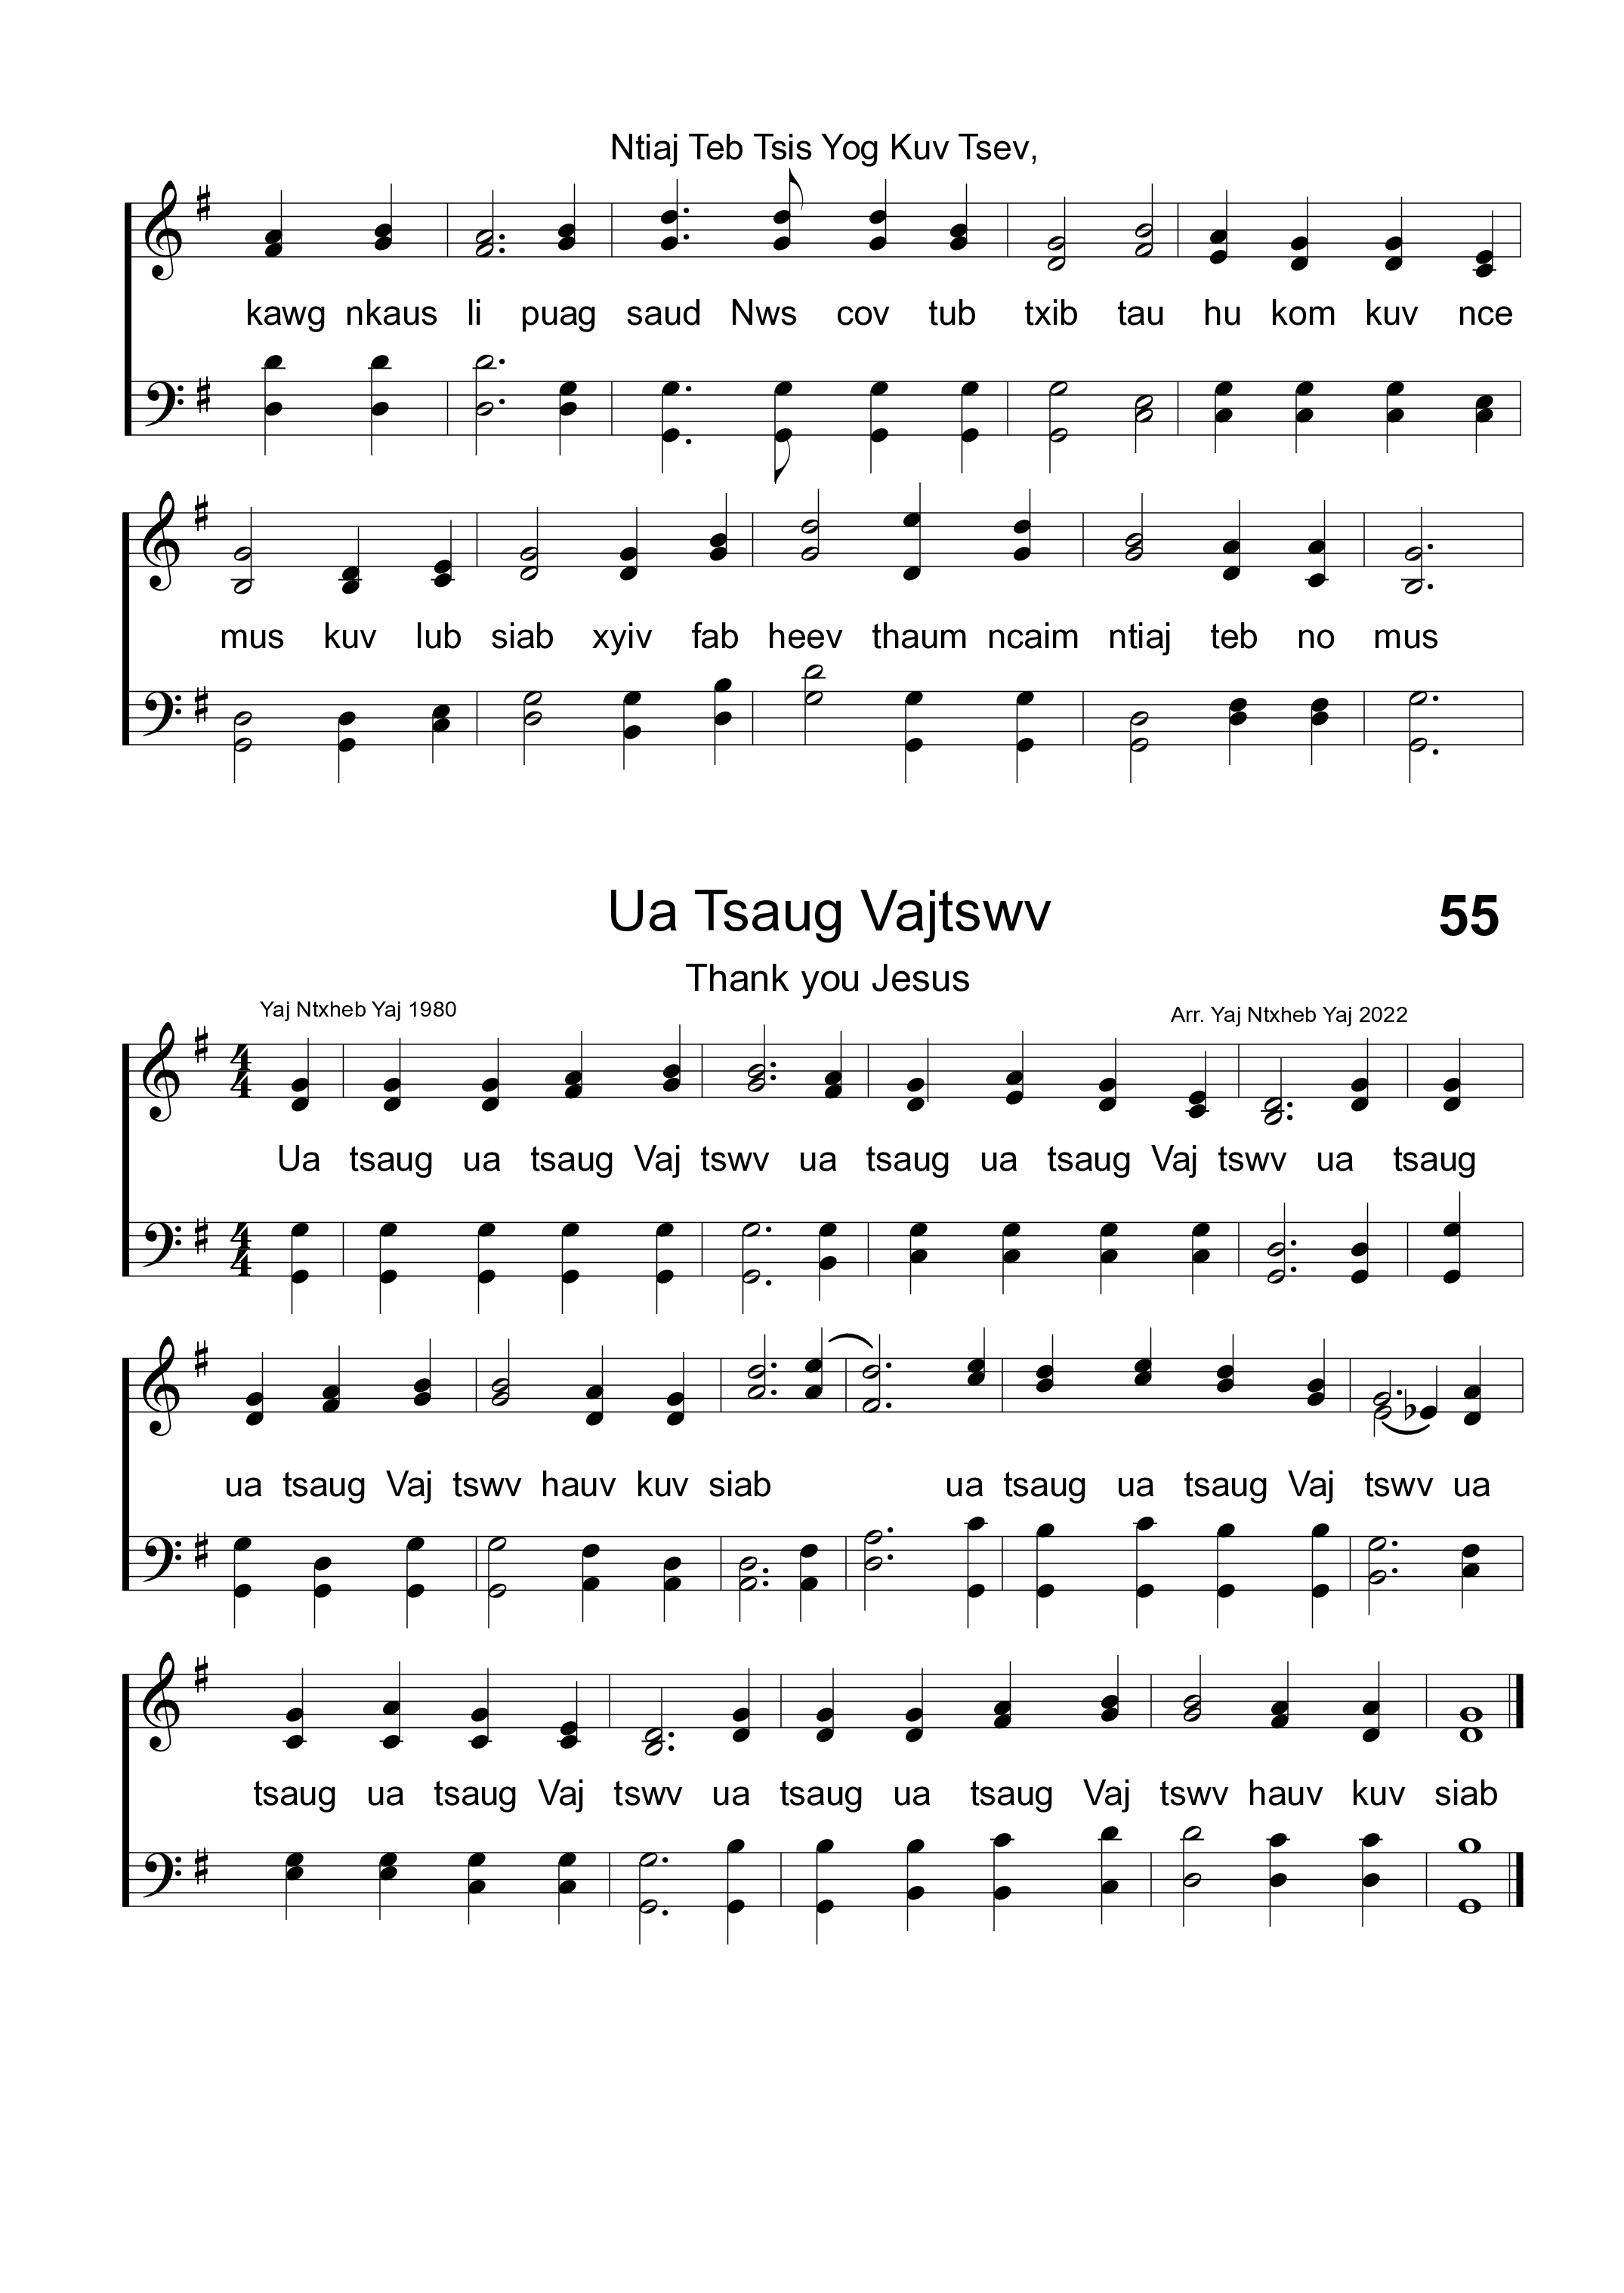 Ntiaj Teb Tsis Yog Kuv Tsev,
kawg nkaus li puag saud Nws cov tub txib tau hu kom kuv nce
mus kuv lub siab xyiv fab heev thaum ncaim ntiaj teb no mus
Ua Tsaug Vajtswv 55
Thank you Jesus
Yaj Ntxheb Yaj 1980 Arr. Yaj Ntxheb Yaj 2022
4
4
Ua tsaug ua tsaug Vaj tswv ua tsaug ua tsaug Vaj tswv ua tsaug
4
4
ua tsaug Vaj tswv hauv kuv siab ua tsaug ua tsaug Vaj tswv ua
tsaug ua tsaug Vaj tswv ua tsaug ua tsaug Vaj tswv hauv kuv siab